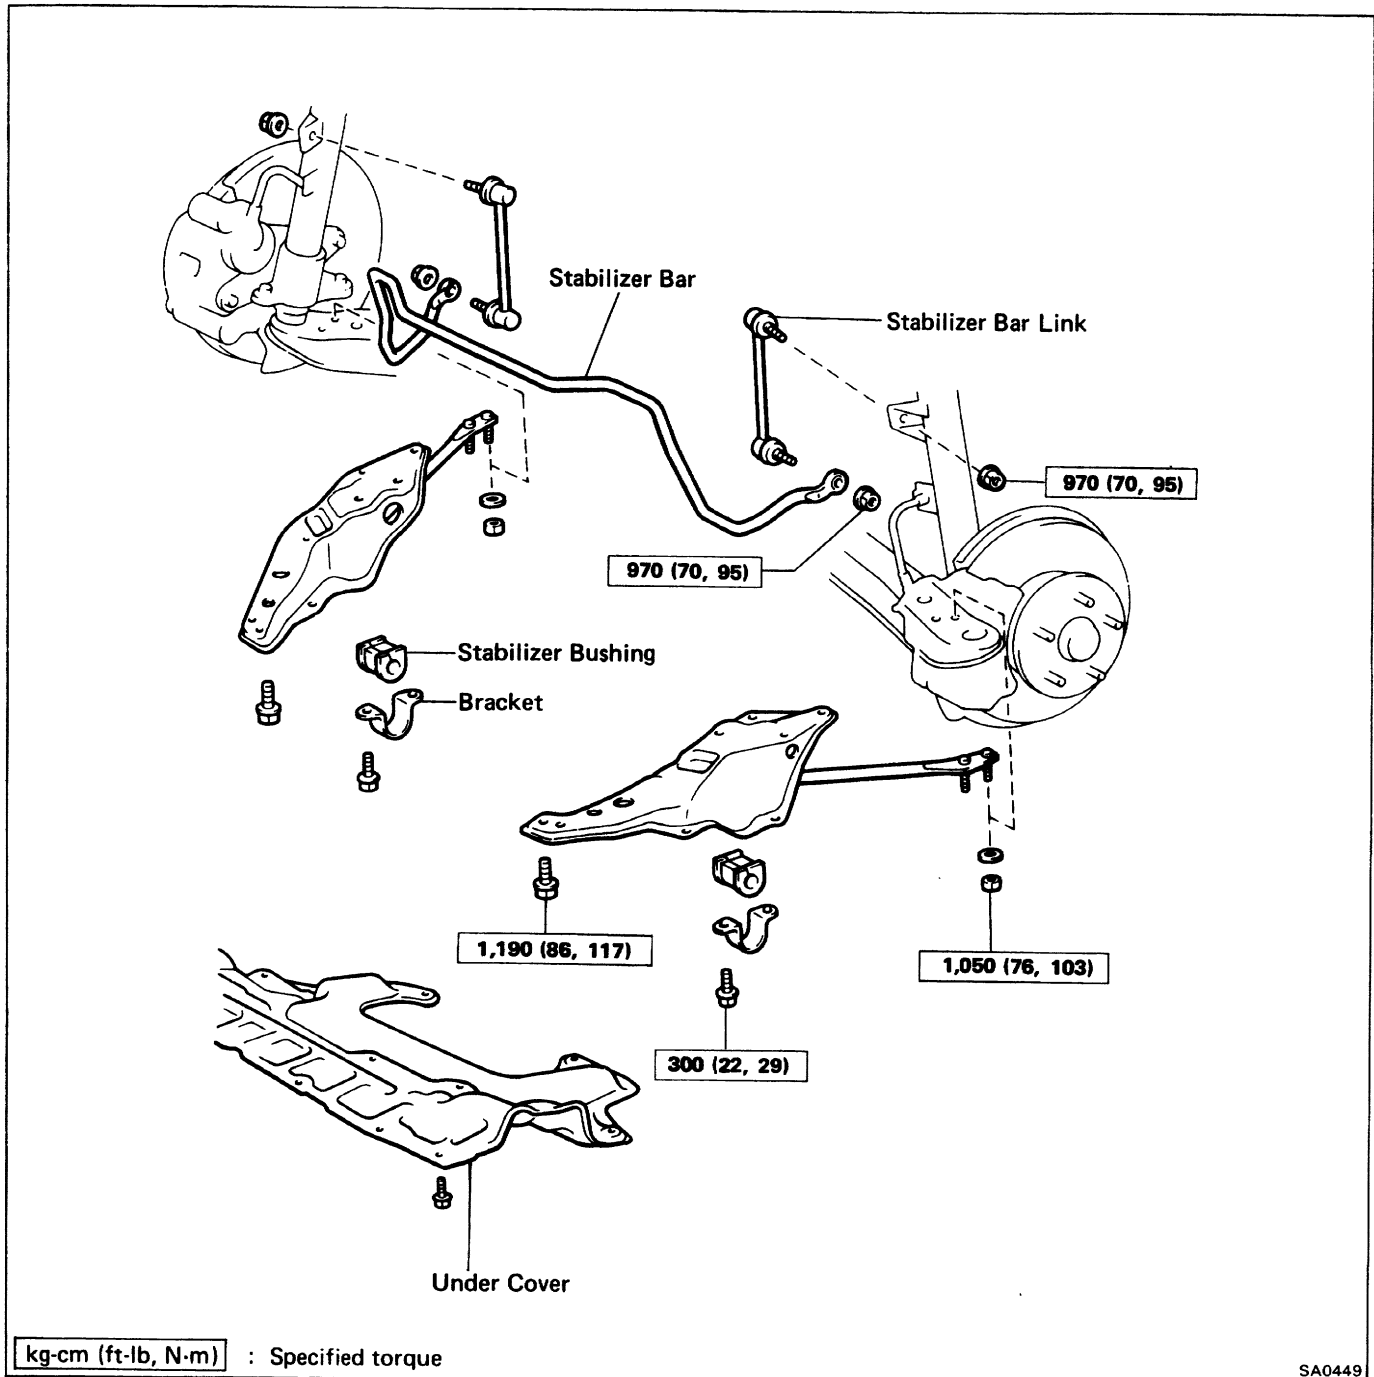 Stabilizer Bar
Stabilizer Bar Link
970 (70, 95)
970 (70, 95)
Stabilizer Bushing
Bracket
1,190 (86, 117)
1,050 (76, 103)
300 (22, 29)
Under Cover
kg-cm (ft-lb, N·m) : Specified torque
SA0449